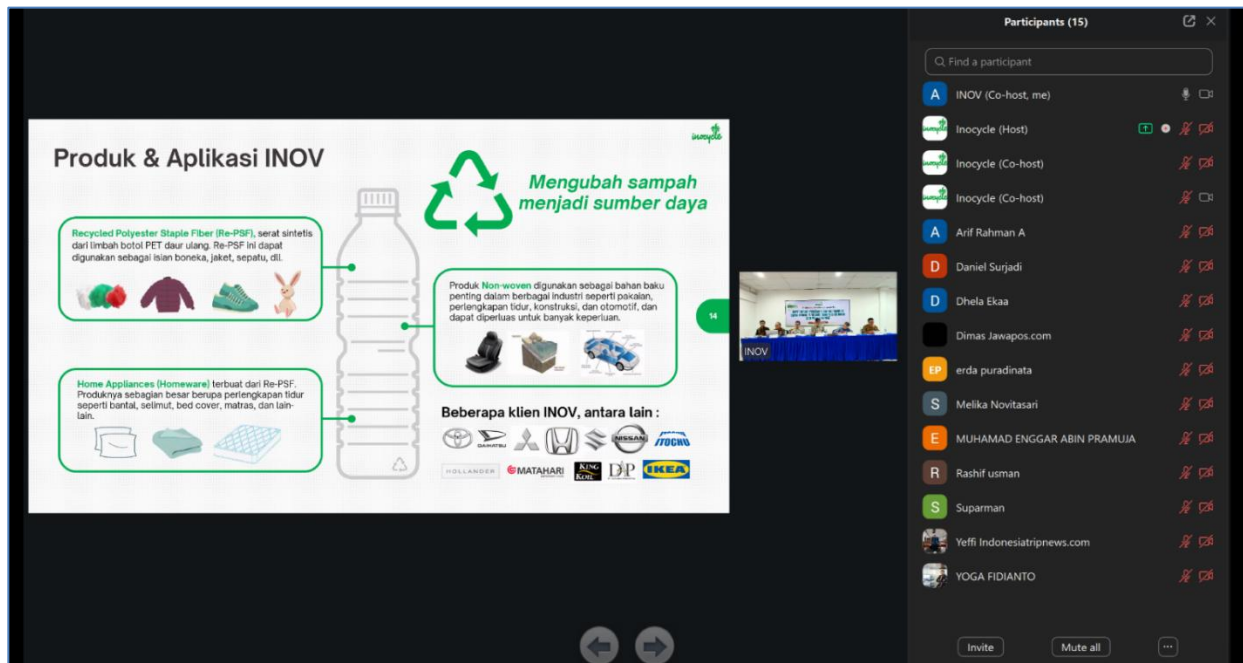 inocycle
Produk & Aplikasi INOV
Mengubah sampah
menjadi sumber daya
Recycled Polyester Staple Fiber (Re-PSF), serat sintetis
dari limbah botol PET daur ulang. Re-PSF ini dapat
digunakan sebagai isian boneka, jaket, sepatu, dll.
Produk Non-woven digunakan sebagai bahan baku
penting dalam berbagai industri seperti pakaian,
perlengkapan tidur, konstruksi, dan otomotif, dan
dapat diperluas untuk banyak keperluan.
14
Home Appliances (Homeware) terbuat dari Re-PSF.
Produknya sebagian besar berupa perlengkapan tidur
seperti bantal, selimut, bed cover, matras, dan lain-
lain.
Beberapa klien INOV, antara lain :
DAIHATSU
NISSAN
ITOCHU
HOLLANDER
MATAHARI
KING
KOIL
IKEA
INOV
Participants (15)
Find a participant
A INOV (Co-host, me)
Inocycle (Host)
Inocycle (Co-host)
Inocycle (Co-host)
A Arif Rahman A
D Daniel Surjadi
D Dhela Ekaa
Dimas Jawapos.com
EP erda puradinata
S Melika Novitasari
E MUHAMAD ENGGAR ABIN PRAMUJA
R Rashif usman
S Suparman
Yeffi Indonesiatripnews.com
YOGA FIDIANTO
Invite
Mute all